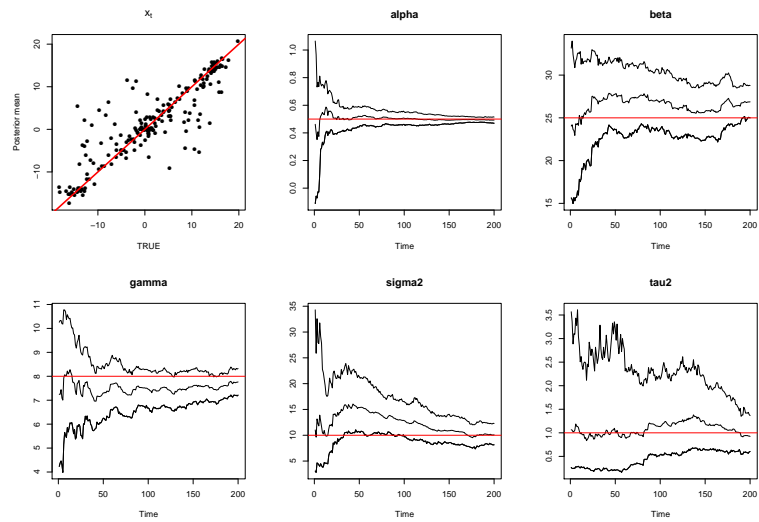 xt
alpha
beta
Posterior mean
20
10
0
−10
−10 0 10 20
TRUE
1.0
0.8
0.6
0.4
0.2
0.0
0 50 100 150 200
Time
30
25
20
15
0 50 100 150 200
Time
gamma
sigma2
tau2
11
10
9
8
7
6
5
4
0 50 100 150 200
Time
35
30
25
20
15
10
5
0 50 100 150 200
Time
3.5
3.0
2.5
2.0
1.5
1.0
0.5
0 50 100 150 200
Time